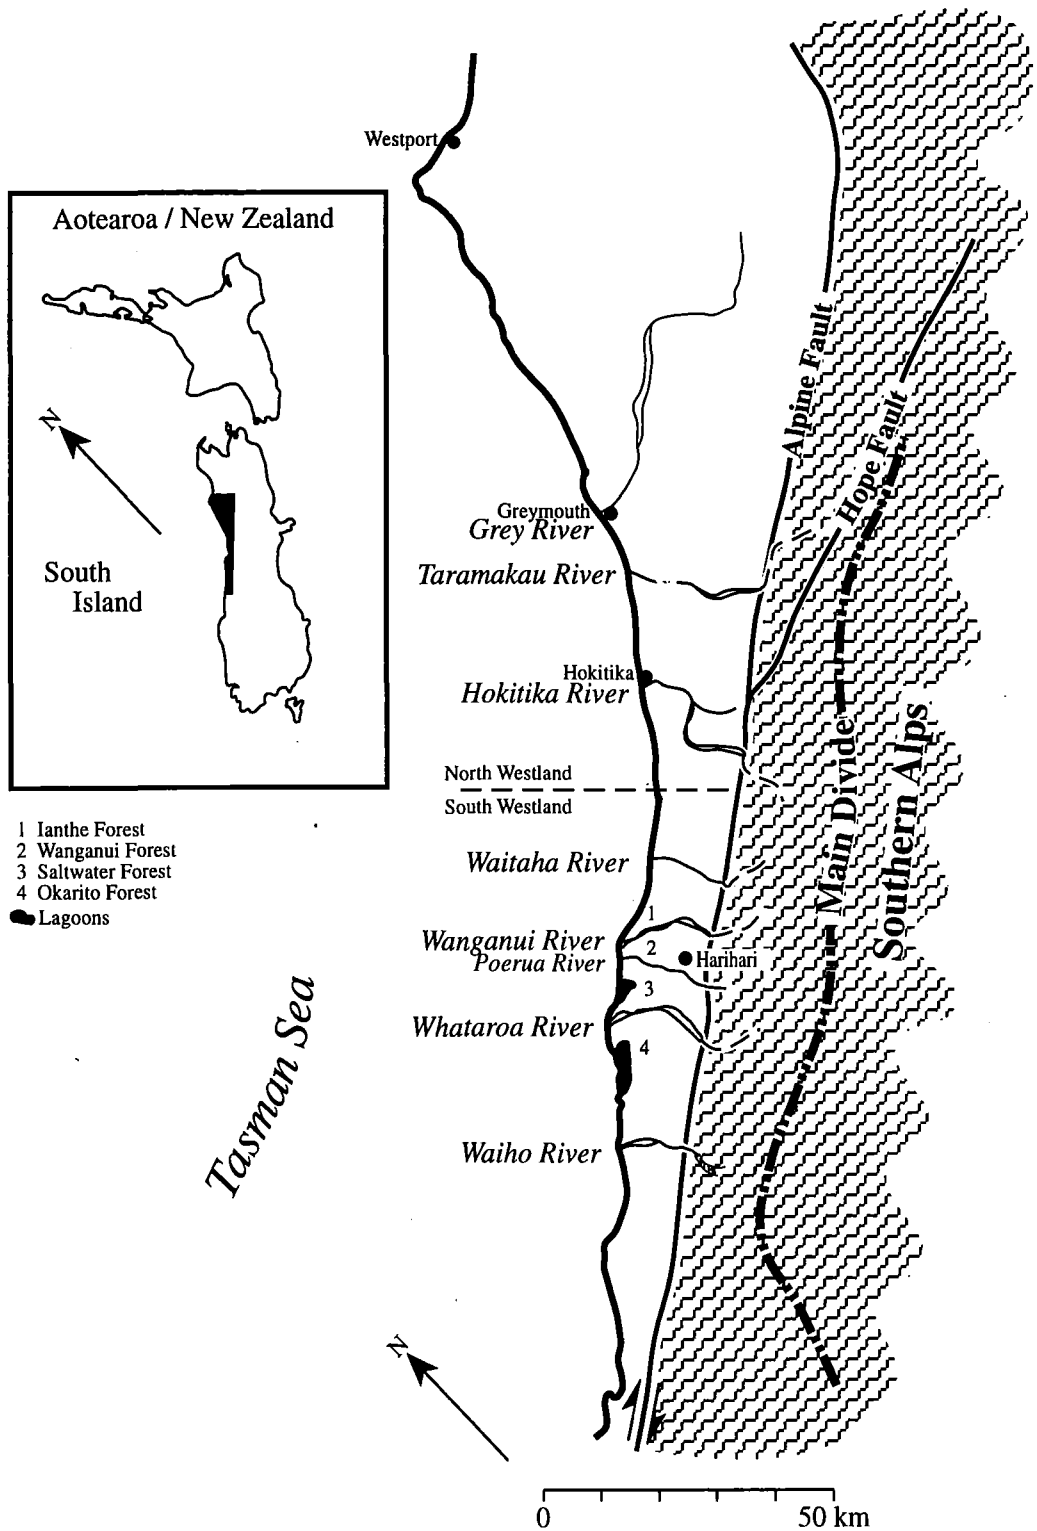 Westport
Aotearoa / New Zealand
N
South
Island
Alpine Fault
Hope Fault
Greymouth
Grey River
Taramakau River
Hokitika
Hokitika River
North Westland
South Westland
Main Divide
Southern Alps
1 Ianthe Forest
2 Wanganui Forest
3 Saltwater Forest
4 Okarito Forest
Lagoons
Waitaha River
1
Wanganui River
2
Poerua River
Harihari
3
Whataroa River
4
Tasman Sea
Waiho River
N
0 50 km